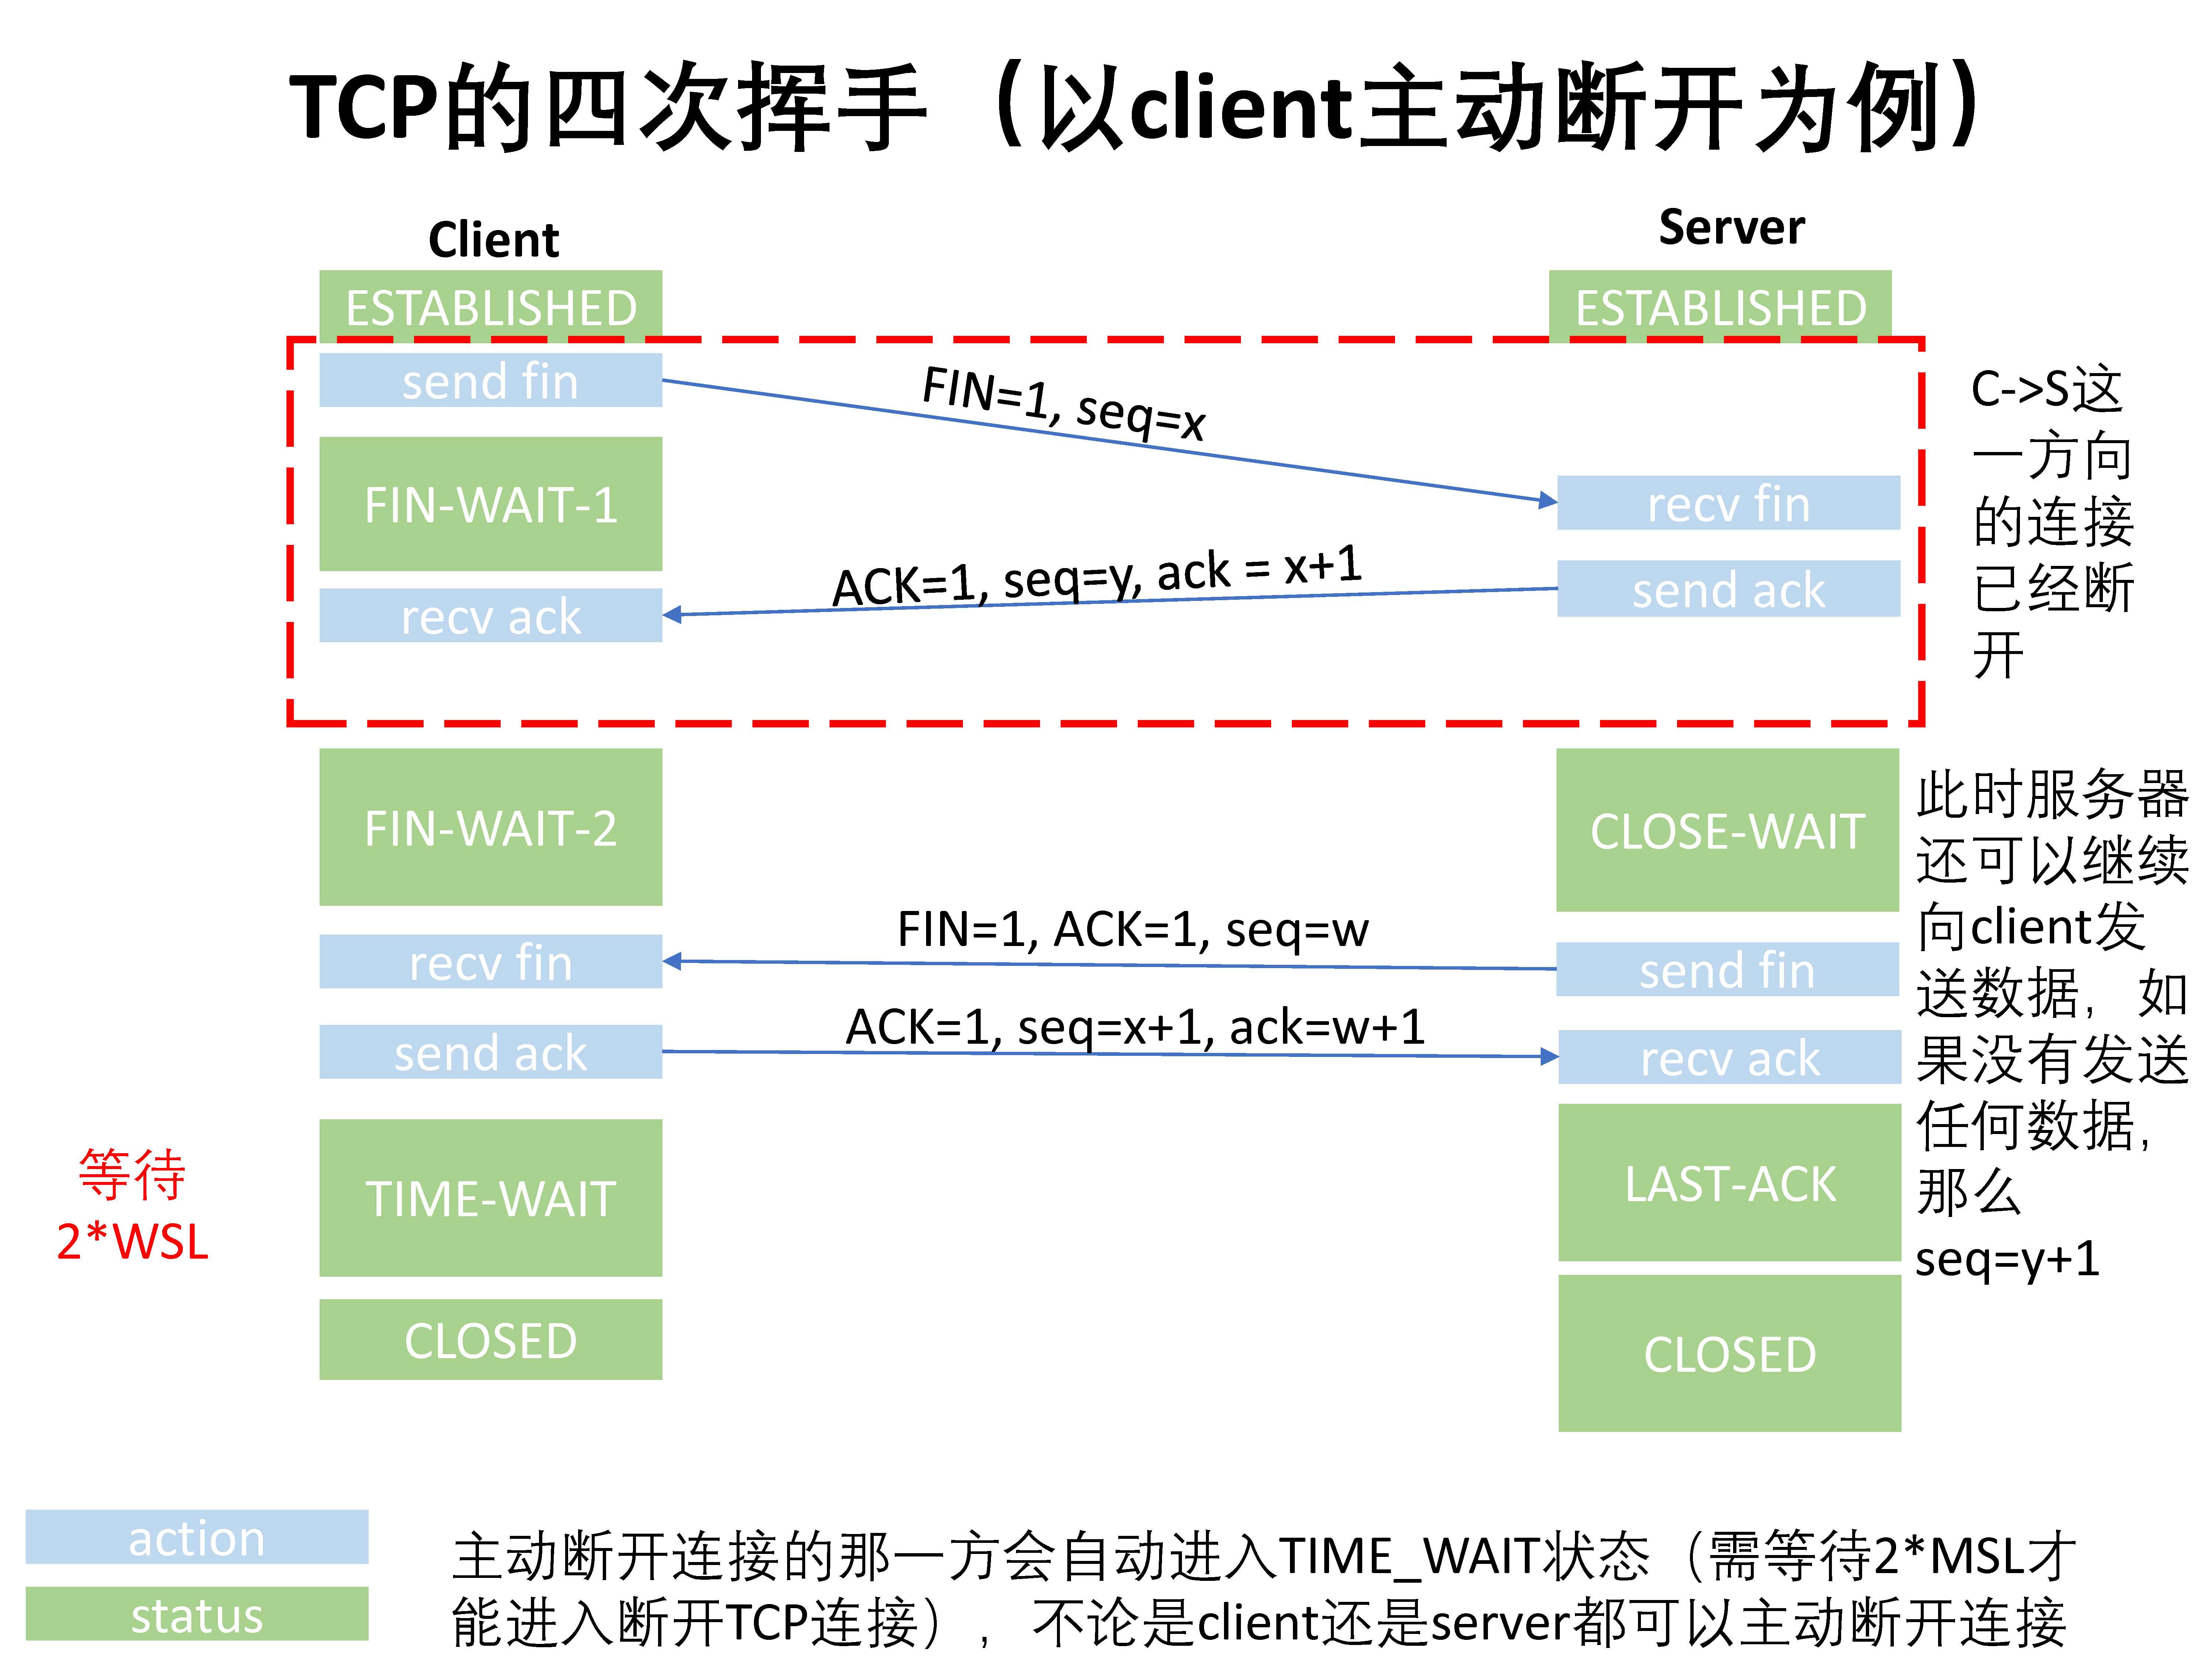 TCP的四次挥手（以client主动断开为例）
Client
Server
ESTABLISHED
ESTABLISHED
send fin
FIN=1, seq=x
C->S这
一方向
的连接
已经断
开
FIN-WAIT-1
recv fin
ACK=1, seq=y, ack = x+1
send ack
recv ack
FIN-WAIT-2
CLOSE-WAIT
此时服务器
还可以继续
向client发
送数据，如
果没有发送
任何数据，
那么
seq=y+1
FIN=1, ACK=1, seq=w
recv fin
send fin
ACK=1, seq=x+1, ack=w+1
send ack
recv ack
等待
2*WSL
TIME-WAIT
LAST-ACK
CLOSED
CLOSED
action
status
主动断开连接的那一方会自动进入TIME_WAIT状态（需等待2*MSL才
能进入断开TCP连接），不论是client还是server都可以主动断开连接